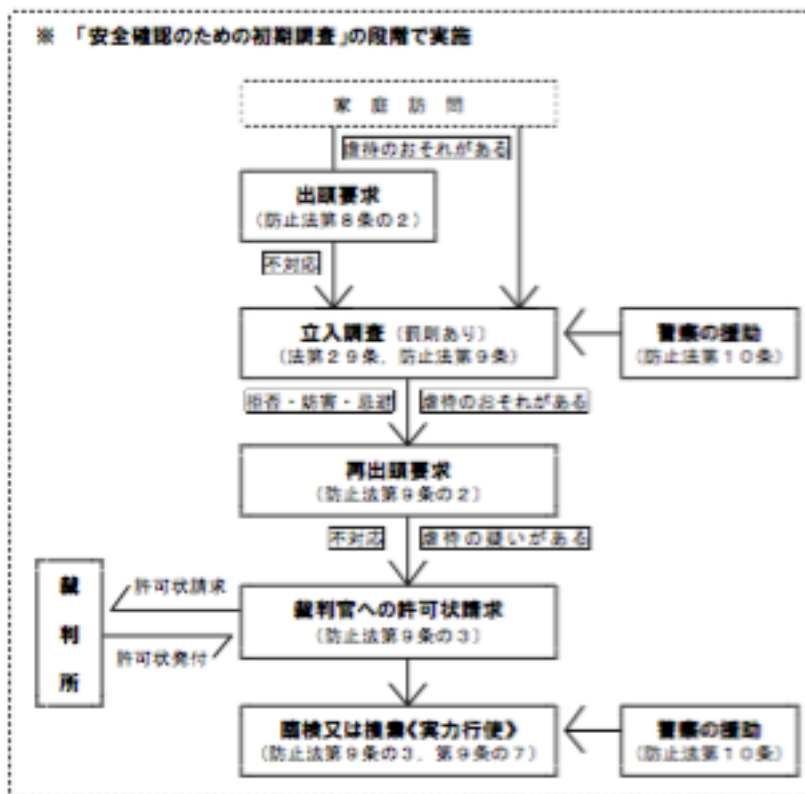 ※ 「安全確認のための初期調査」の段階で実施
家 庭 訪 問
虐待のおそれがある
出頭要求
(防止法第8条の2)
不対応
立入調査 (罰則あり)
(法第29条、防止法第9条)
警察の援助
(防止法第10条)
拒否・妨害・忌避
虐待のおそれがある
再出頭要求
(防止法第9条の2)
不対応
虐待の疑いがある
裁判所
許可状請求
許可状発付
裁判官への許可状請求
(防止法第9条の3)
臨検又は捜索《実力行使》
(防止法第9条の3、第9条の7)
警察の援助
(防止法第10条)